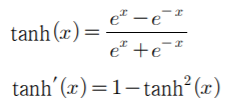 tanh(x) = (e^x − e^−x) / (e^x + e^−x)
tanh′(x) = 1 − tanh²(x)